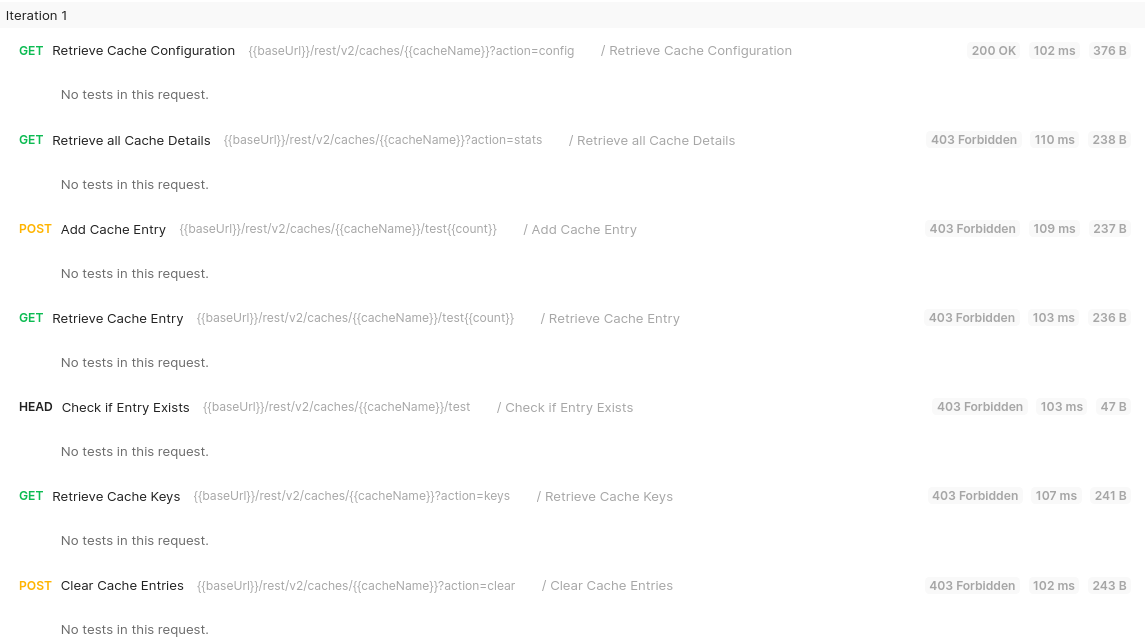 Iteration 1
GET Retrieve Cache Configuration {{baseUrl}}/rest/v2/caches/{{cacheName}}?action=config / Retrieve Cache Configuration 200 OK 102 ms 376 B
No tests in this request.
GET Retrieve all Cache Details {{baseUrl}}/rest/v2/caches/{{cacheName}}?action=stats / Retrieve all Cache Details 403 Forbidden 110 ms 238 B
No tests in this request.
POST Add Cache Entry {{baseUrl}}/rest/v2/caches/{{cacheName}}/test{{count}} / Add Cache Entry 403 Forbidden 109 ms 237 B
No tests in this request.
GET Retrieve Cache Entry {{baseUrl}}/rest/v2/caches/{{cacheName}}/test{{count}} / Retrieve Cache Entry 403 Forbidden 103 ms 236 B
No tests in this request.
HEAD Check if Entry Exists {{baseUrl}}/rest/v2/caches/{{cacheName}}/test / Check if Entry Exists 403 Forbidden 103 ms 47 B
No tests in this request.
GET Retrieve Cache Keys {{baseUrl}}/rest/v2/caches/{{cacheName}}?action=keys / Retrieve Cache Keys 403 Forbidden 107 ms 241 B
No tests in this request.
POST Clear Cache Entries {{baseUrl}}/rest/v2/caches/{{cacheName}}?action=clear / Clear Cache Entries 403 Forbidden 102 ms 243 B
No tests in this request.